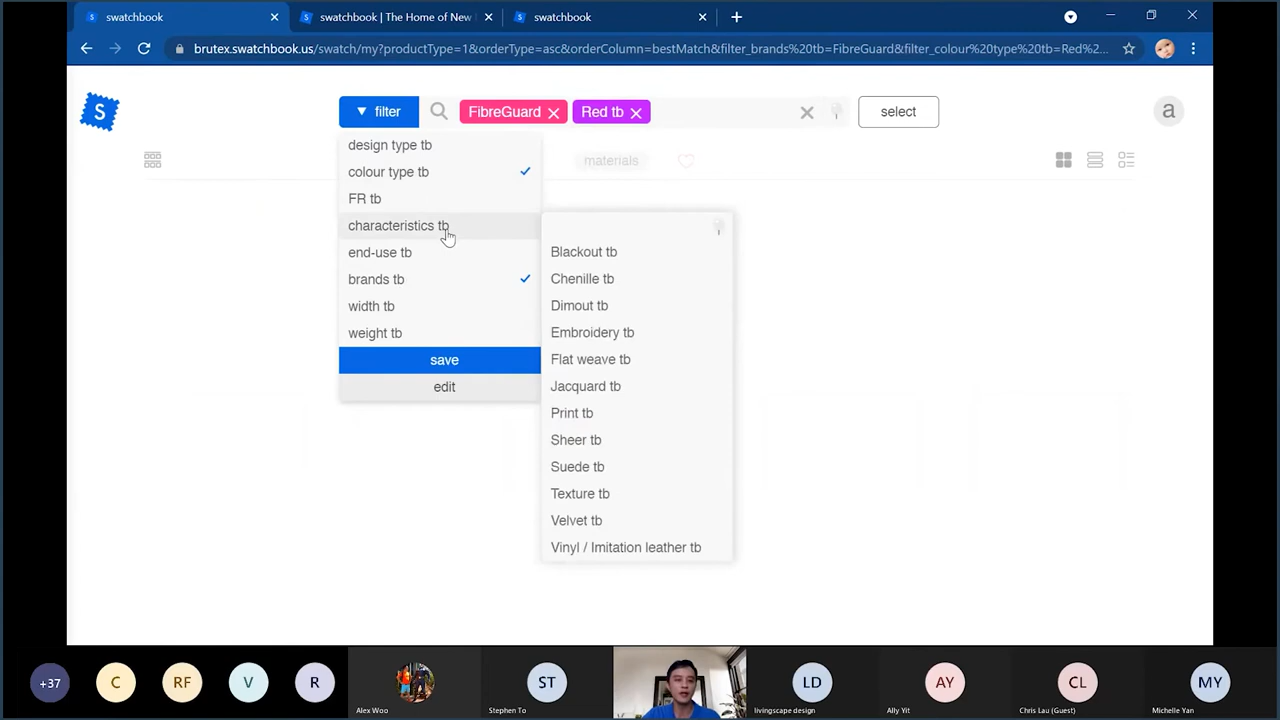 swatchbook
swatchbook | The Home of New
swatchbook
brutex.swatchbook.us/swatch/my?productType=1&orderType=asc&orderColumn=bestMatch&filter_brands%20tb=FibreGuard&filter_colour%20type%20tb=Red%2...
S
filter
FibreGuard
Red tb
select
a
materials
design type tb
colour type tb
FR tb
characteristics tb
end-use tb
brands tb
width tb
weight tb
save
edit
Blackout tb
Chenille tb
Dimout tb
Embroidery tb
Flat weave tb
Jacquard tb
Print tb
Sheer tb
Suede tb
Texture tb
Velvet tb
Vinyl / Imitation leather tb
+37
C
RF
V
R
Alex Woo
ST
Stephen To
LD
livingscape design
AY
Ally Yit
CL
Chris Lau (Guest)
MY
Michelle Yan